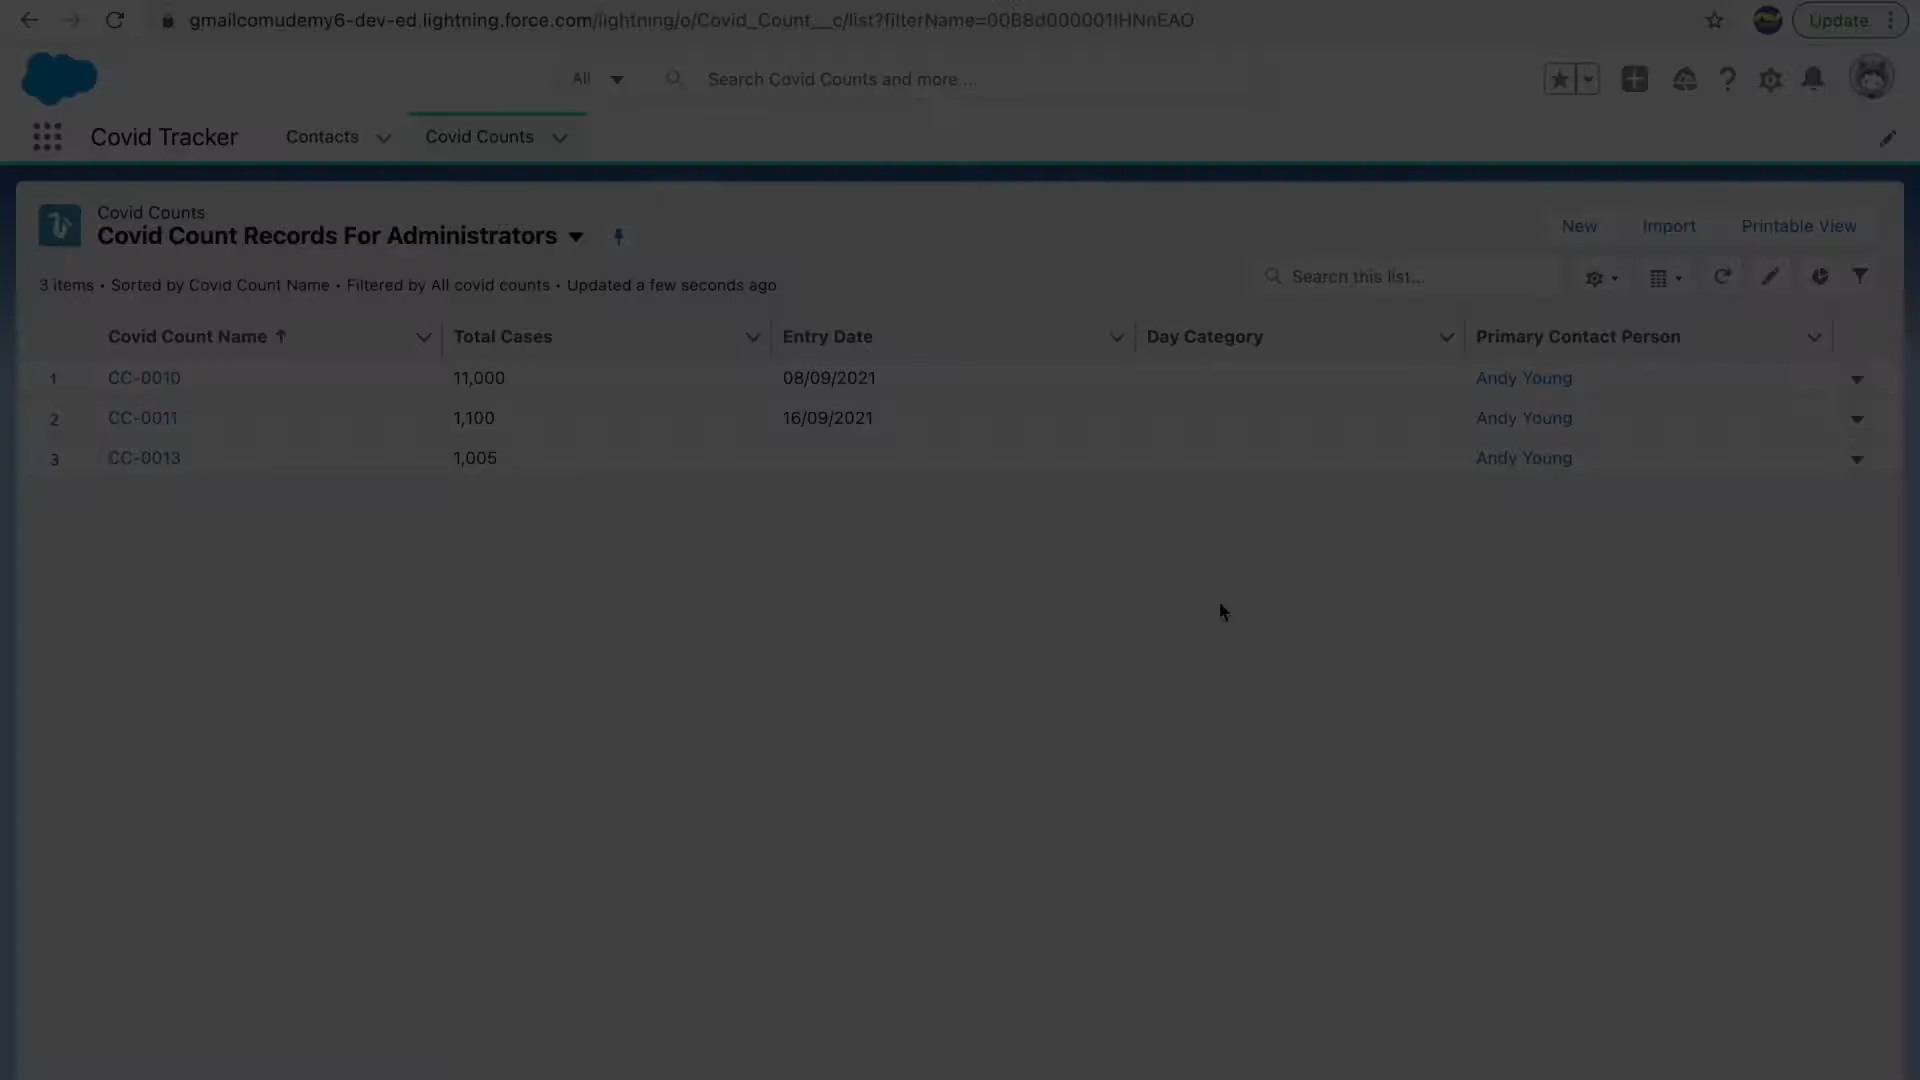 gmailcomudemy6-dev-ed.lightning.force.com/lightning/o/Covid_Count__c/list?filterName=00B8d000001IHNnEAO
Update
All
Search Covid Counts and more ...
Covid Tracker
Contacts
Covid Counts
Covid Counts
Covid Count Records For Administrators
New
Import
Printable View
3 items • Sorted by Covid Count Name • Filtered by All covid counts • Updated a few seconds ago
Search this list...
Covid Count Name ↑
Total Cases
Entry Date
Day Category
Primary Contact Person
1 CC-0010 11,000 08/09/2021 Andy Young
2 CC-0011 1,100 16/09/2021 Andy Young
3 CC-0013 1,005 Andy Young